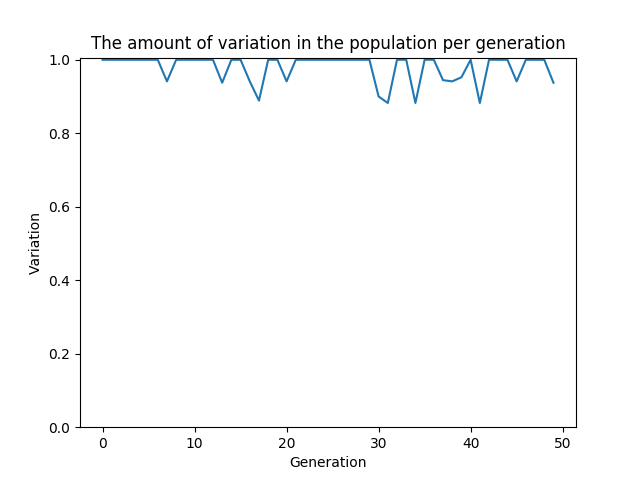 The amount of variation in the population per generation
1.0
0.8
0.6
0.4
0.2
0.0
Variation
0 10 20 30 40 50
Generation